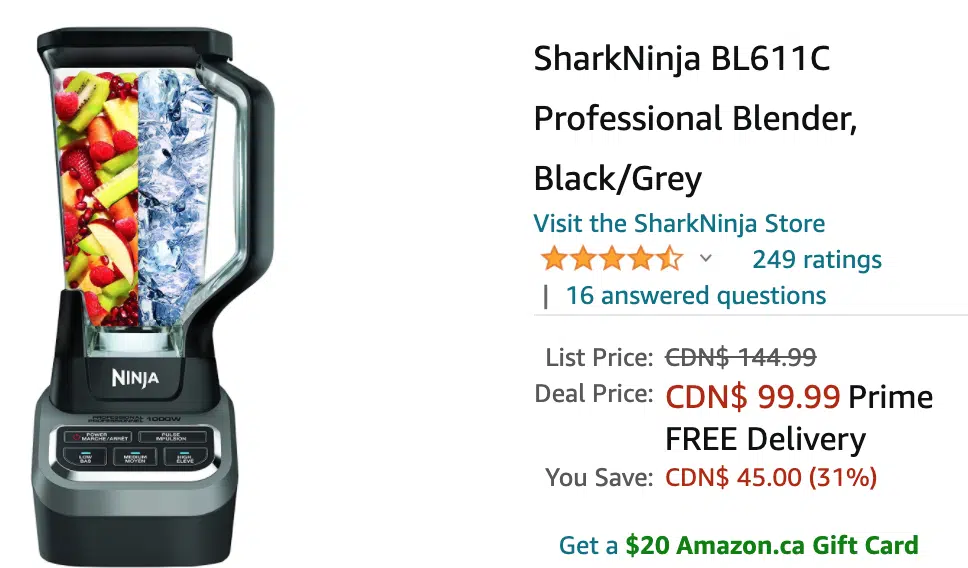 SharkNinja BL611C
Professional Blender,
Black/Grey
Visit the SharkNinja Store
249 ratings
| 16 answered questions
List Price: CDN$ 144.99
Deal Price: CDN$ 99.99 Prime
FREE Delivery
You Save: CDN$ 45.00 (31%)
Get a $20 Amazon.ca Gift Card
NINJA
PROFESSIONAL
PROFESSIONNEL 1000W
POWER
MARCHE/ARRÊT
PULSE
IMPULSION
LOW
BAS
MEDIUM
MOYEN
HIGH
ÉLEVÉ